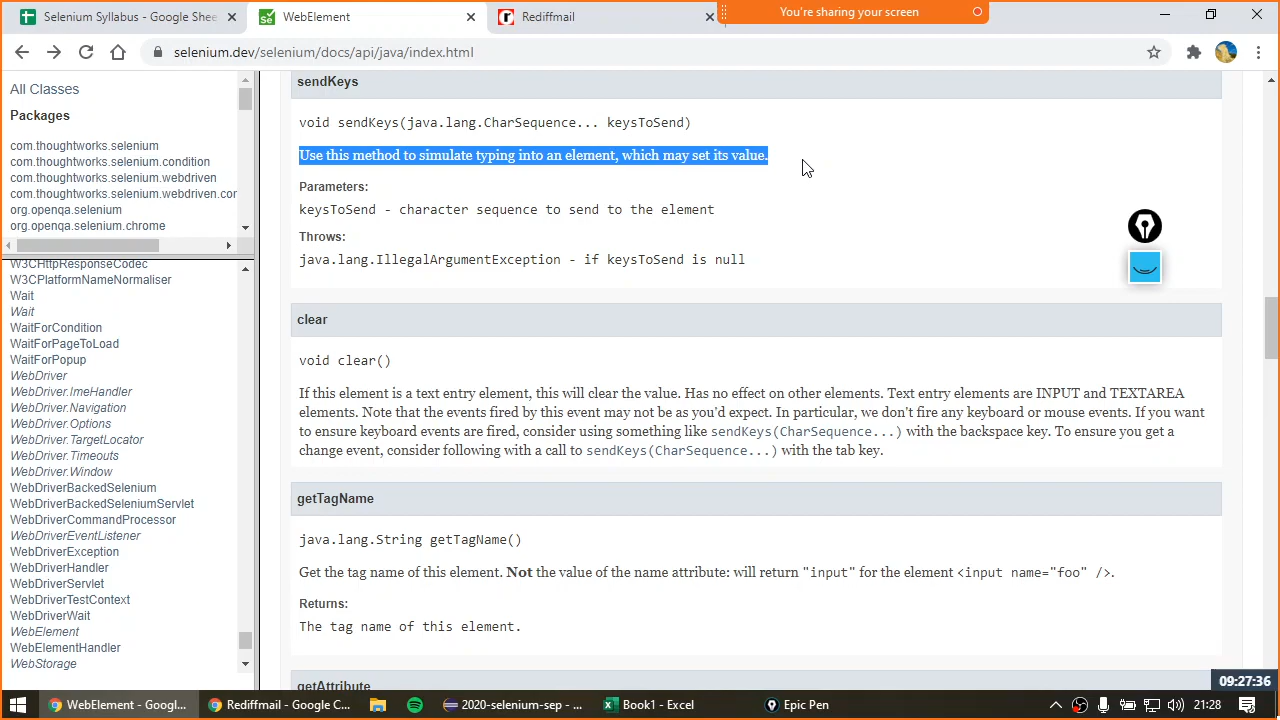 Selenium Syllabus - Google Shee
WebElement
Rediffmail
You're sharing your screen
selenium.dev/selenium/docs/api/java/index.html
All Classes
Packages
com.thoughtworks.selenium
com.thoughtworks.selenium.condition
com.thoughtworks.selenium.webdriven
com.thoughtworks.selenium.webdriven.cor
org.openqa.selenium
org.openqa.selenium.chrome
W3CHttpResponseCodec
W3CPlatformNameNormaliser
Wait
Wait
WaitForCondition
WaitForPageToLoad
WaitForPopup
WebDriver
WebDriver.ImeHandler
WebDriver.Navigation
WebDriver.Options
WebDriver.TargetLocator
WebDriver.Timeouts
WebDriver.Window
WebDriverBackedSelenium
WebDriverBackedSeleniumServlet
WebDriverCommandProcessor
WebDriverEventListener
WebDriverException
WebDriverHandler
WebDriverServlet
WebDriverTestContext
WebDriverWait
WebElement
WebElementHandler
WebStorage
sendKeys
void sendKeys(java.lang.CharSequence... keysToSend)
Use this method to simulate typing into an element, which may set its value.
Parameters:
keysToSend - character sequence to send to the element
Throws:
java.lang.IllegalArgumentException - if keysToSend is null
clear
void clear()
If this element is a text entry element, this will clear the value. Has no effect on other elements. Text entry elements are INPUT and TEXTAREA
elements. Note that the events fired by this event may not be as you'd expect. In particular, we don't fire any keyboard or mouse events. If you want
to ensure keyboard events are fired, consider using something like sendKeys(CharSequence...) with the backspace key. To ensure you get a
change event, consider following with a call to sendKeys(CharSequence...) with the tab key.
getTagName
java.lang.String getTagName()
Get the tag name of this element. Not the value of the name attribute: will return "input" for the element <input name="foo" />.
Returns:
The tag name of this element.
getAttribute
09:27:36
WebElement - Googl...
Rediffmail - Google C...
2020-selenium-sep - ...
Book1 - Excel
Epic Pen
21:28